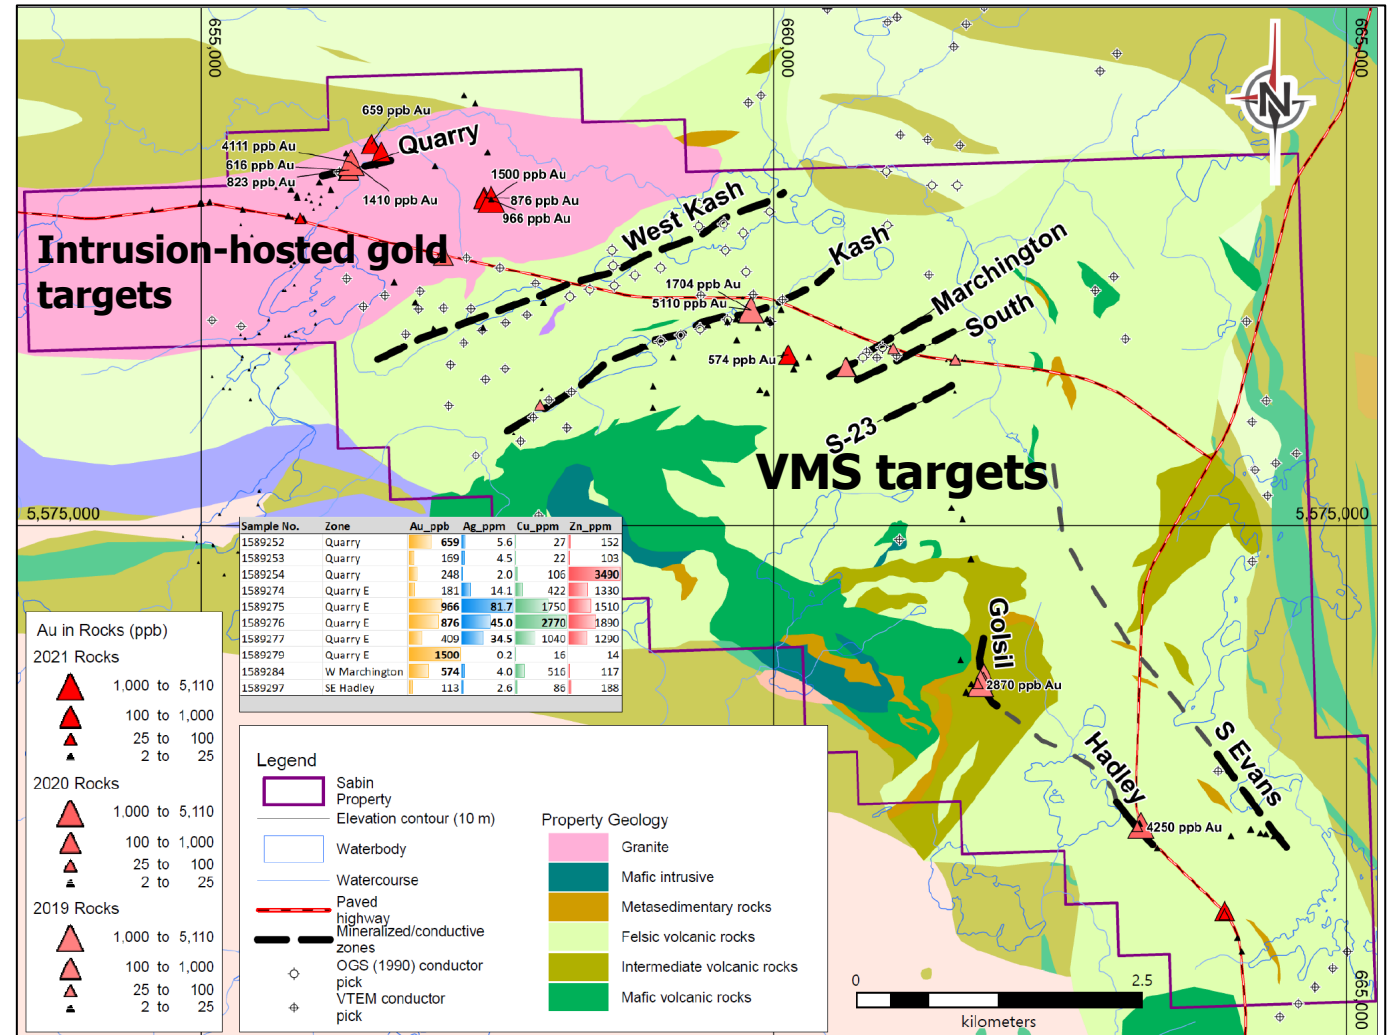 655,000
660,000
665,000
N
659 ppb Au
Quarry
4111 ppb Au
616 ppb Au
823 ppb Au
1410 ppb Au
1500 ppb Au
876 ppb Au
966 ppb Au
West Kash
Kash
Marchington
South
Intrusion-hosted gold
targets
1704 ppb Au
5110 ppb Au
574 ppb Au
S-23
VMS targets
5,575,000
5,575,000
Sample No. Zone Au_ppb Ag_ppm Cu_ppm Zn_ppm
1589252 Quarry 659 5.6 27 152
1589253 Quarry 169 4.5 22 103
1589254 Quarry 248 2.0 106 3490
1589274 Quarry E 181 14.1 422 1330
1589275 Quarry E 966 81.7 1750 1510
1589276 Quarry E 876 45.0 2770 1890
1589277 Quarry E 409 34.5 1040 1290
1589279 Quarry E 1500 0.2 16 14
1589284 W Marchington 574 4.0 516 117
1589297 SE Hadley 113 2.6 86 188
Golsil
2870 ppb Au
Hadley
S Evans
4250 ppb Au
Au in Rocks (ppb)
2021 Rocks
1,000 to 5,110
100 to 1,000
25 to 100
2 to 25
2020 Rocks
1,000 to 5,110
100 to 1,000
25 to 100
2 to 25
2019 Rocks
1,000 to 5,110
100 to 1,000
25 to 100
2 to 25
Legend
Sabin
Property
Elevation contour (10 m)
Waterbody
Watercourse
Paved
highway
Mineralized/conductive
zones
OGS (1990) conductor
pick
VTEM conductor
pick
Property Geology
Granite
Mafic intrusive
Metasedimentary rocks
Felsic volcanic rocks
Intermediate volcanic rocks
Mafic volcanic rocks
0 2.5
kilometers
665,000